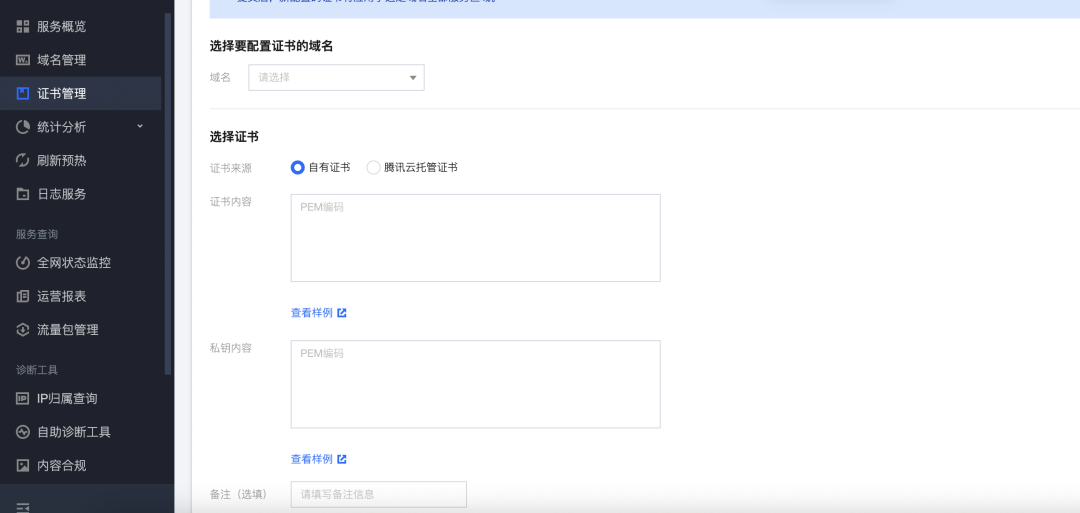 服务概览
域名管理
证书管理
统计分析
刷新预热
日志服务
服务查询
全网状态监控
运营报表
流量包管理
诊断工具
IP归属查询
自助诊断工具
内容合规
选择要配置证书的域名
域名 请选择
选择证书
证书来源 自有证书 腾讯云托管证书
证书内容 PEM编码
查看样例
私钥内容 PEM编码
查看样例
备注（选填） 请填写备注信息